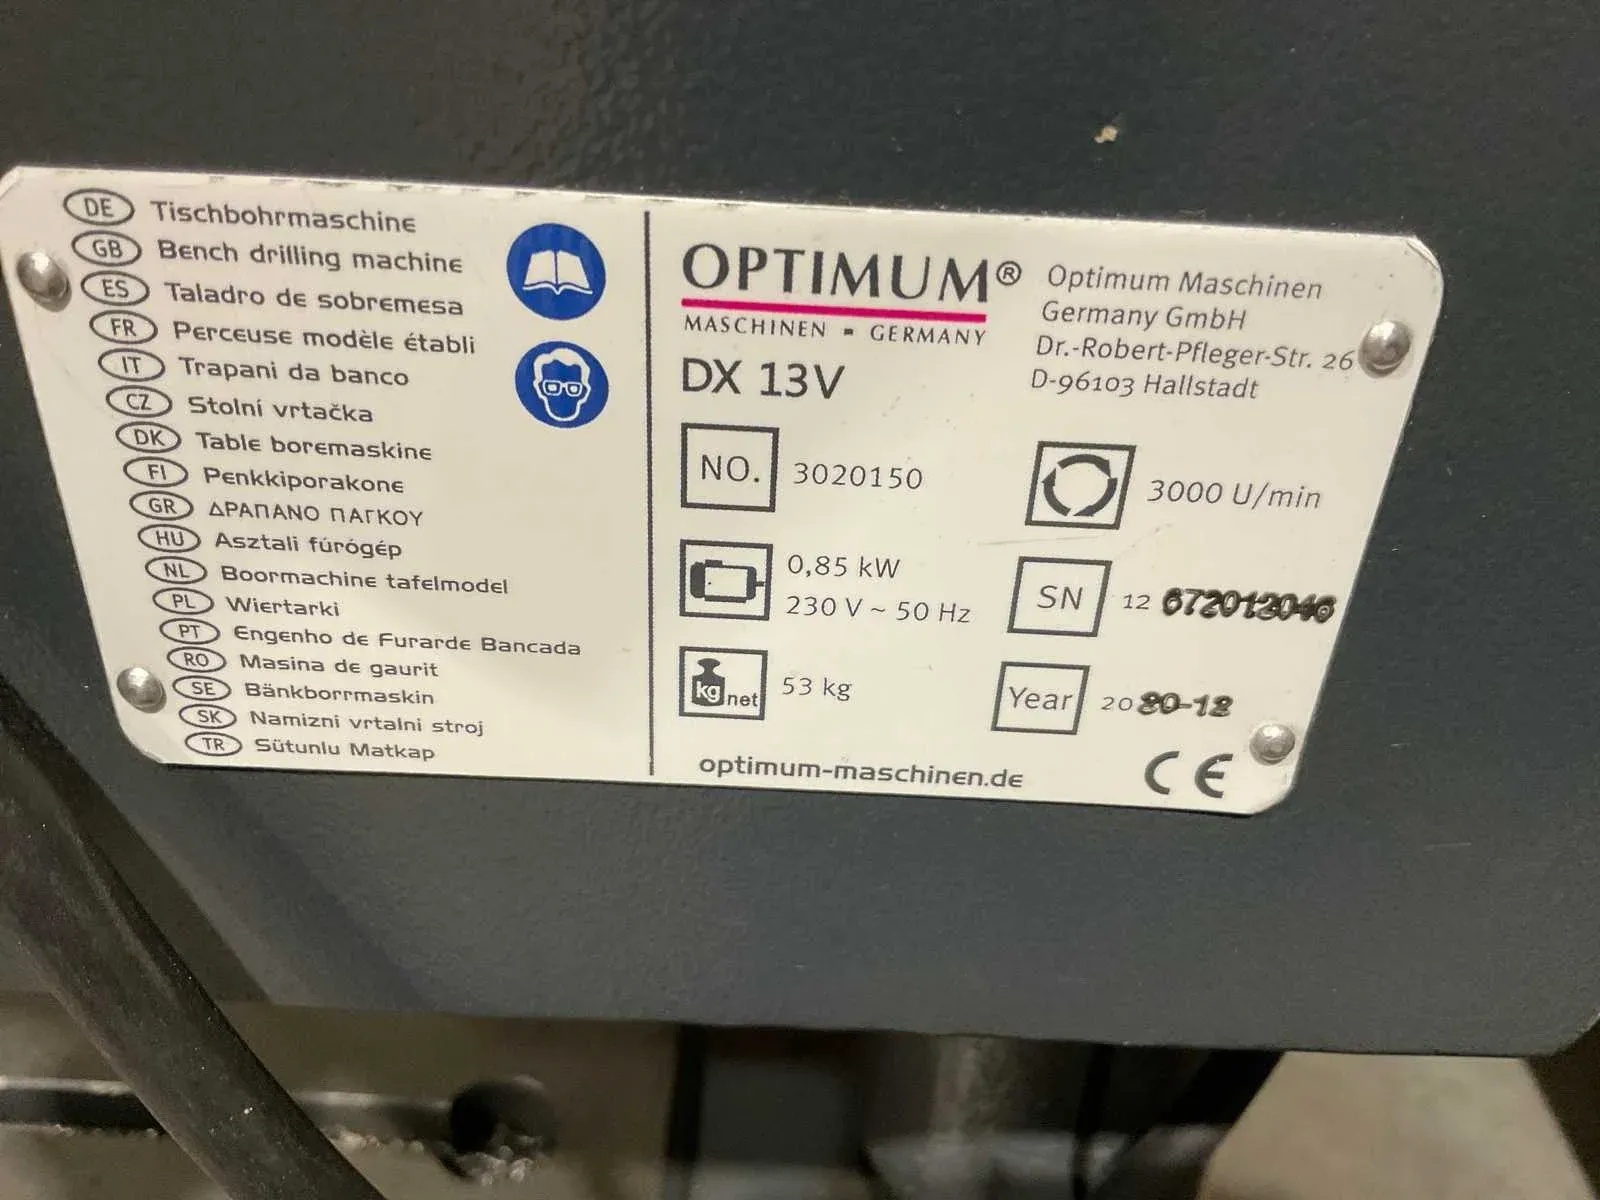 DE Tischbohrmaschine
GB Bench drilling machine
ES Taladro de sobremesa
FR Perceuse modèle établi
IT Trapani da banco
CZ Stolní vrtačka
DK Table boremaskine
FI Penkkiporakone
GR ΔΡΑΠΑΝΟ ΠΑΓΚΟΥ
HU Asztali fúrógép
NL Boormachine tafelmodel
PL Wiertarki
PT Engenho de Furarde Bancada
RO Masina de gaurit
SE Bänkborrmaskin
SK Namizni vrtalni stroj
TR Sütunlu Matkap
OPTIMUM®
MASCHINEN - GERMANY
Optimum Maschinen
Germany GmbH
Dr.-Robert-Pfleger-Str. 26
D-96103 Hallstadt
DX 13V
NO. 3020150
3000 U/min
0,85 kW
230 V ~ 50 Hz
SN 12 672012046
kg net 53 kg
Year 20 20-12
optimum-maschinen.de
CE